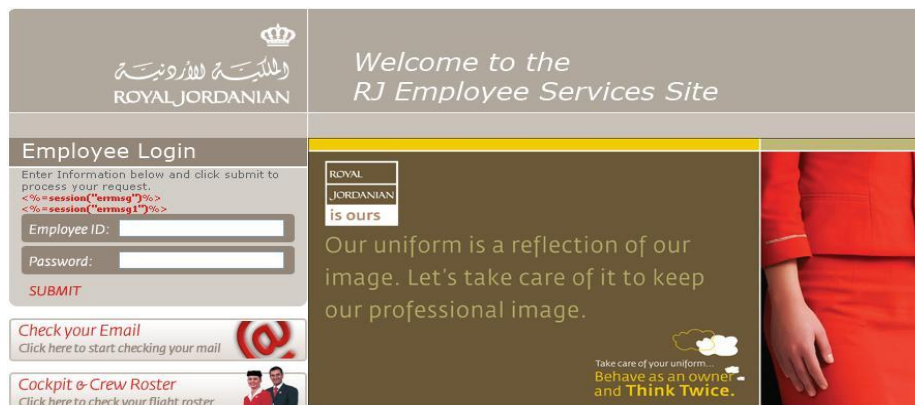 الملكية الأردنية
ROYAL JORDANIAN
Welcome to the
RJ Employee Services Site
Employee Login
Enter Information below and click submit to
process your request.
<%=session("errmsg")%>
<%=session("errmsg1")%>
Employee ID:
Password:
SUBMIT
Check your Email
Click here to start checking your mail
@
Cockpit & Crew Roster
Click here to check your flight roster
ROYAL
JORDANIAN
is ours
Our uniform is a reflection of our
image. Let's take care of it to keep
our professional image.
Take care of your uniform...
Behave as an owner
and Think Twice.